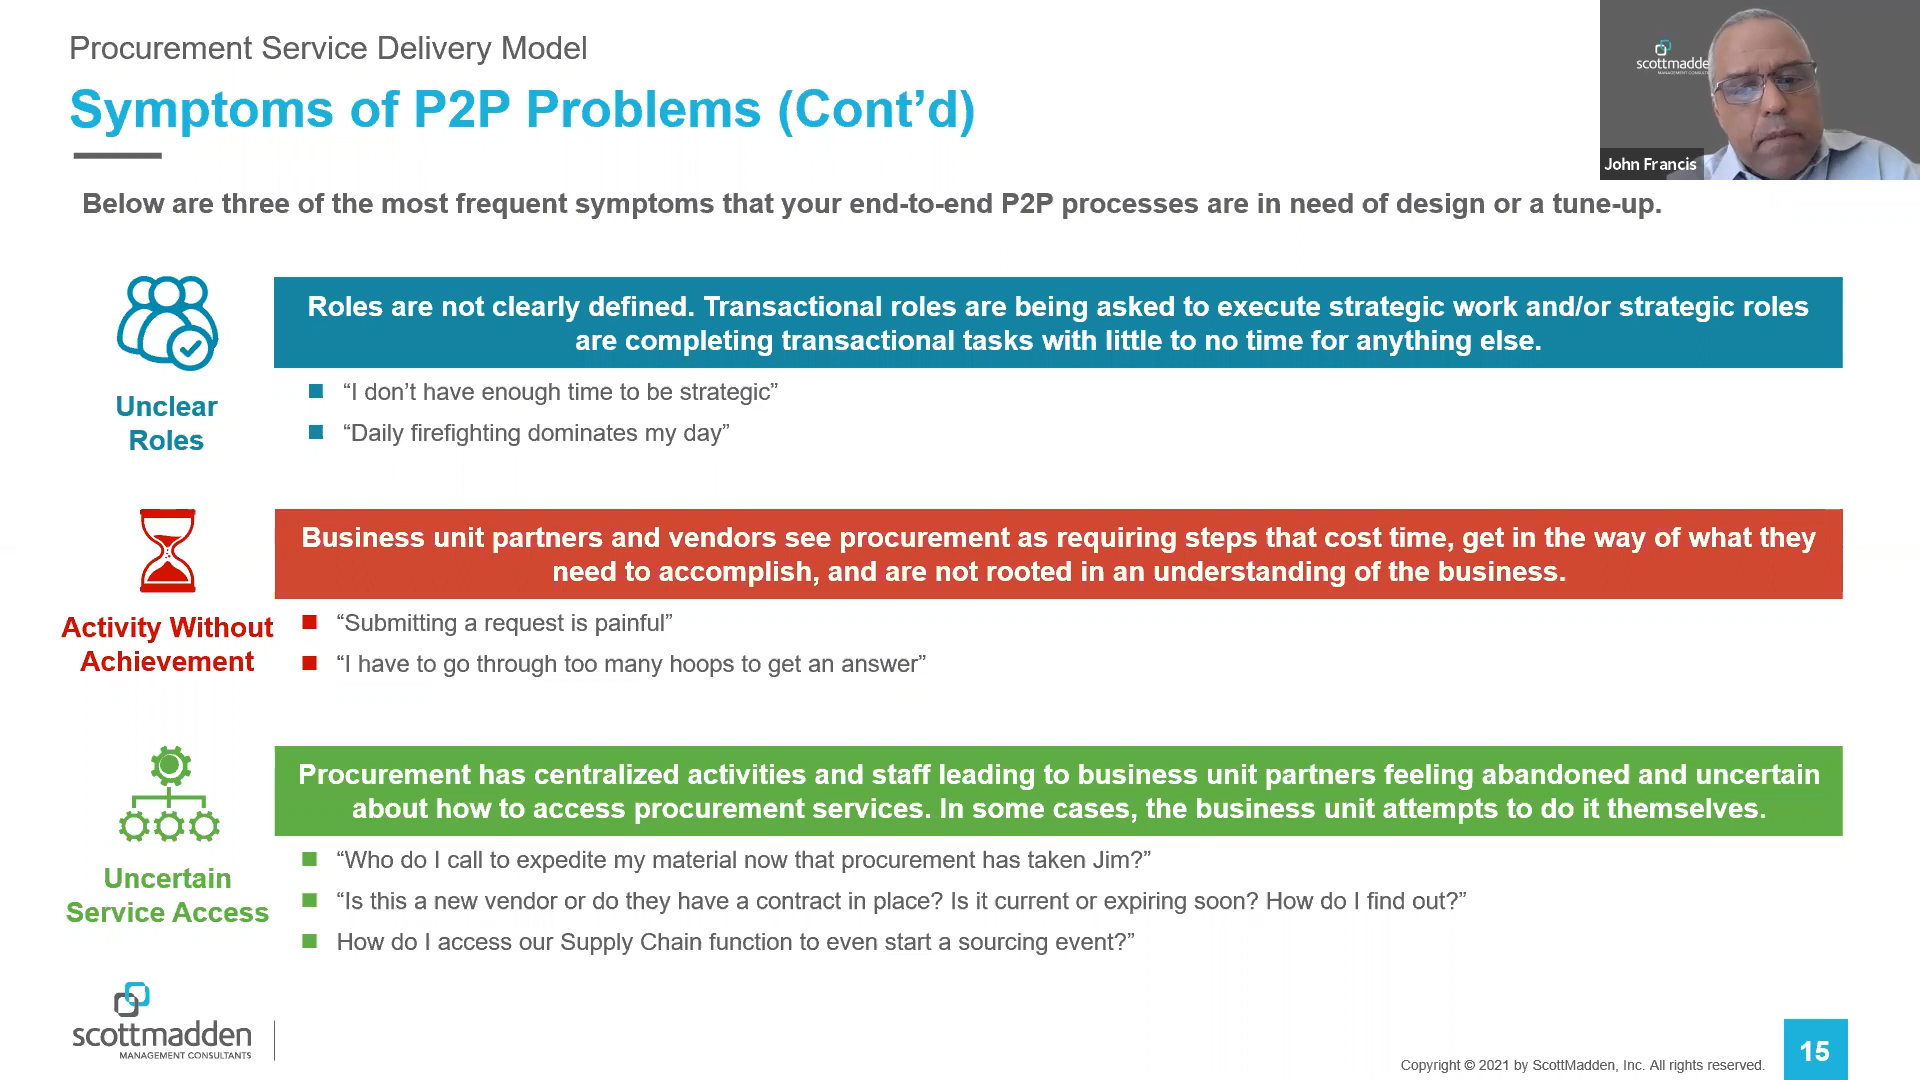 Procurement Service Delivery Model
Symptoms of P2P Problems (Cont’d)
scottmadde
John Francis
Below are three of the most frequent symptoms that your end-to-end P2P processes are in need of design or a tune-up.
Roles are not clearly defined. Transactional roles are being asked to execute strategic work and/or strategic roles
are completing transactional tasks with little to no time for anything else.
Unclear
Roles
“I don’t have enough time to be strategic”
“Daily firefighting dominates my day”
Business unit partners and vendors see procurement as requiring steps that cost time, get in the way of what they
need to accomplish, and are not rooted in an understanding of the business.
Activity Without
Achievement
“Submitting a request is painful”
“I have to go through too many hoops to get an answer”
Procurement has centralized activities and staff leading to business unit partners feeling abandoned and uncertain
about how to access procurement services. In some cases, the business unit attempts to do it themselves.
Uncertain
Service Access
“Who do I call to expedite my material now that procurement has taken Jim?”
“Is this a new vendor or do they have a contract in place? Is it current or expiring soon? How do I find out?”
How do I access our Supply Chain function to even start a sourcing event?”
scottmadden
MANAGEMENT CONSULTANTS
Copyright © 2021 by ScottMadden, Inc. All rights reserved.
15